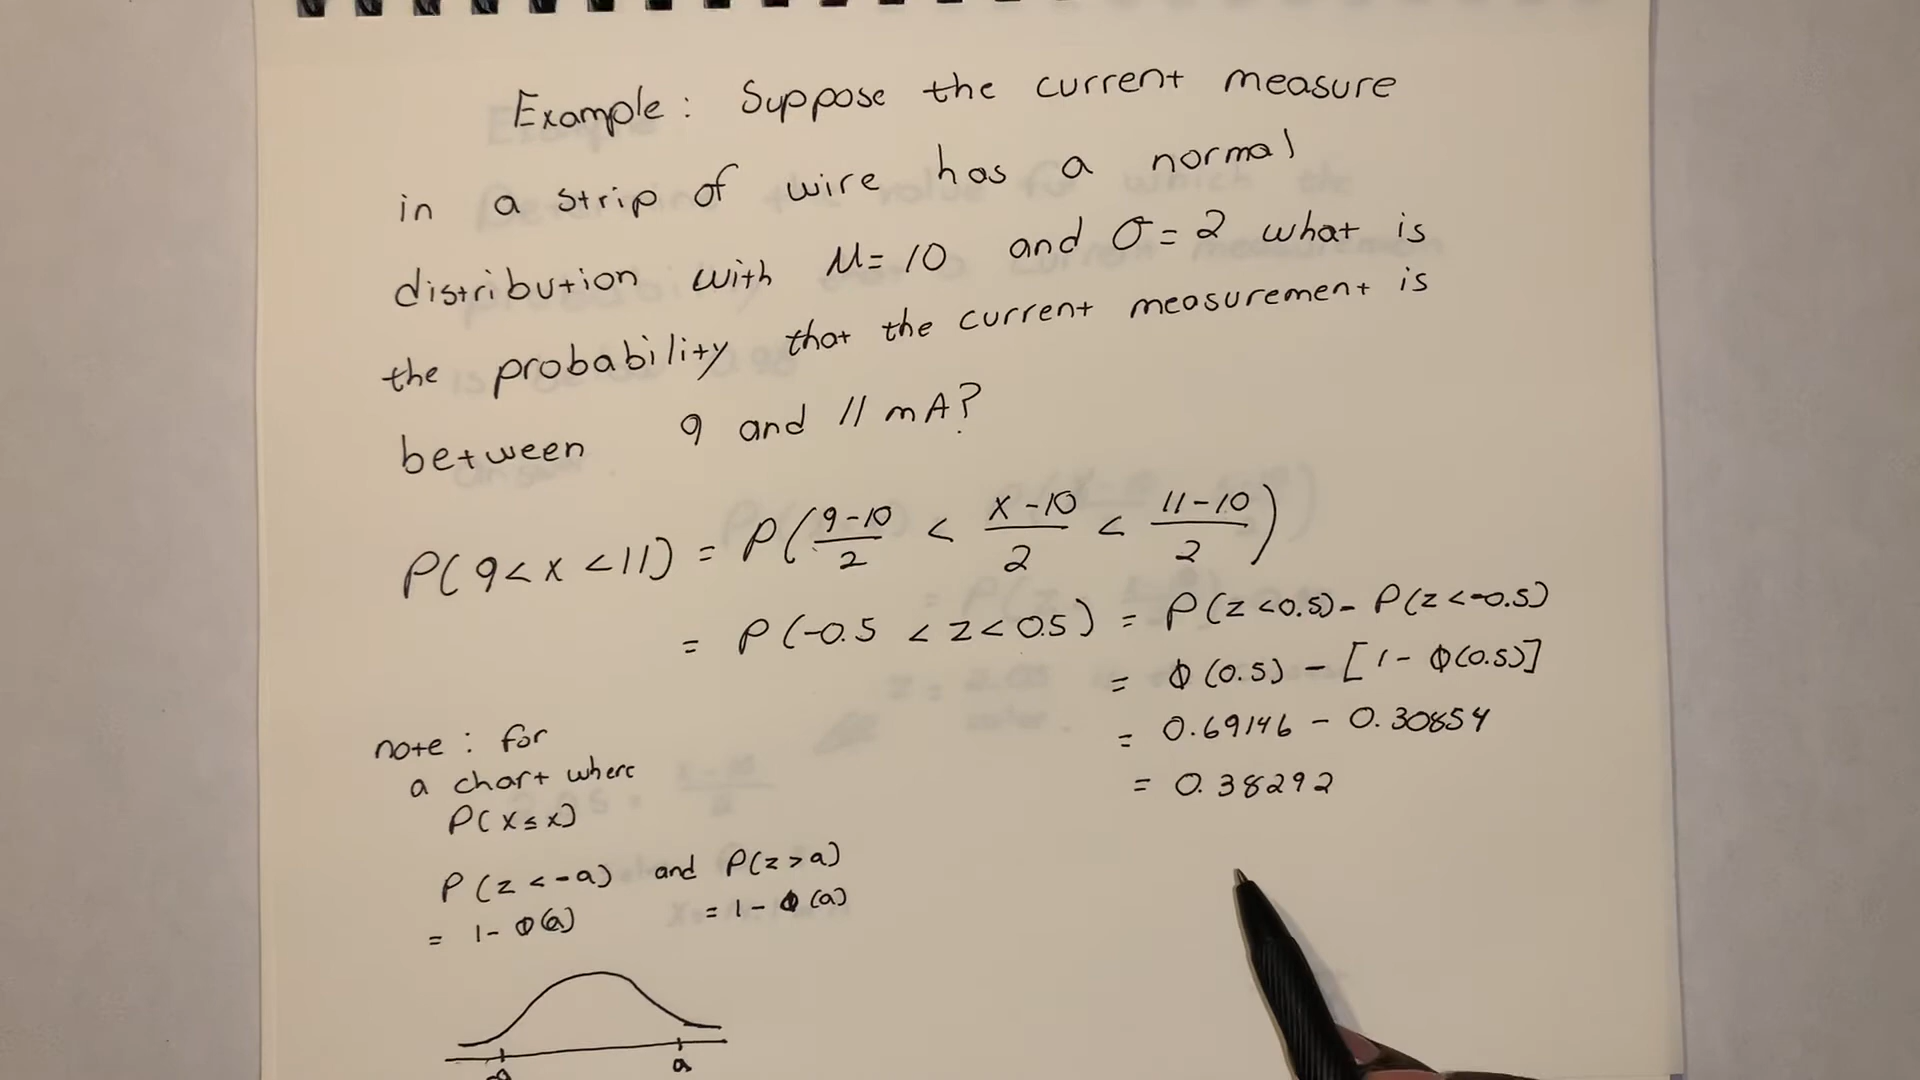 Example: Suppose the current measure
in a strip of wire has a normal
distribution with μ=10 and σ=2 what is
the probability that the current measurement is
between 9 and 11 mA?
P(9<x<11) = P(9-10/2 < x-10/2 < 11-10/2)
= P(-0.5 < z < 0.5) = P(z<0.5) - P(z<-0.5)
= Φ(0.5) - [1-Φ(0.5)]
= 0.69146 - 0.30854
= 0.38292
note: for
a chart where
P(X≤x)
P(z<-a) and P(z>a)
= 1-Φ(a) = 1-Φ(a)
-a a